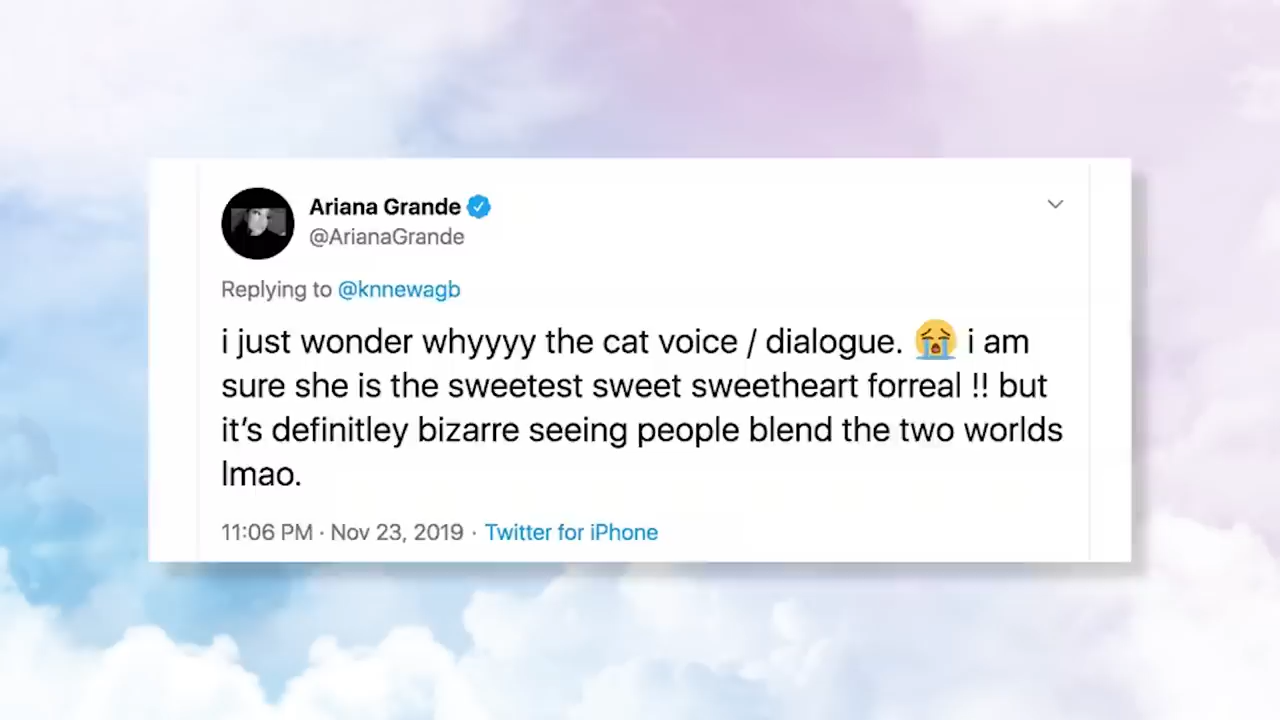 Ariana Grande
@ArianaGrande
Replying to @knnewagb
i just wonder whyyyy the cat voice / dialogue. 😭 i am
sure she is the sweetest sweet sweetheart forreal !! but
it’s definitley bizarre seeing people blend the two worlds
lmao.
11:06 PM · Nov 23, 2019 · Twitter for iPhone